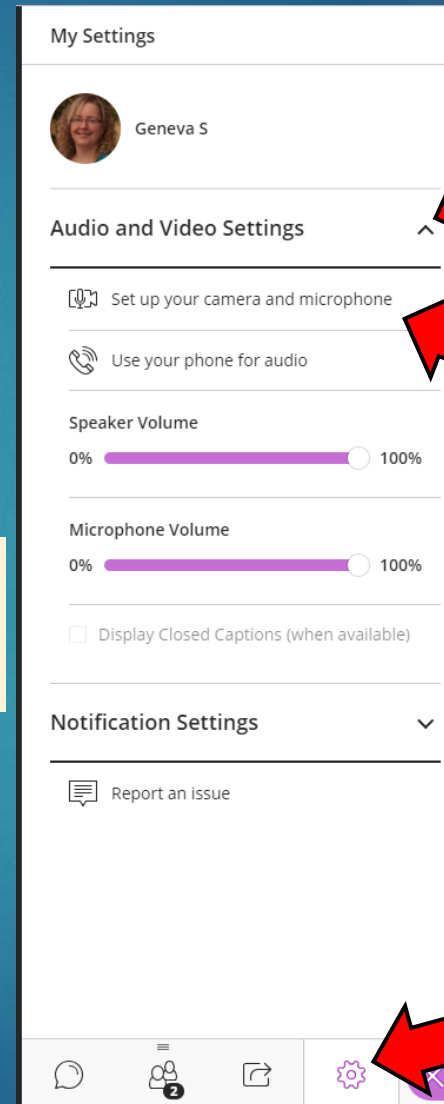 My Settings
Geneva S
Audio and Video Settings
Set up your camera and microphone
Use your phone for audio
Speaker Volume
0% 100%
Microphone Volume
0% 100%
Display Closed Captions (when available)
Notification Settings
Report an issue
2